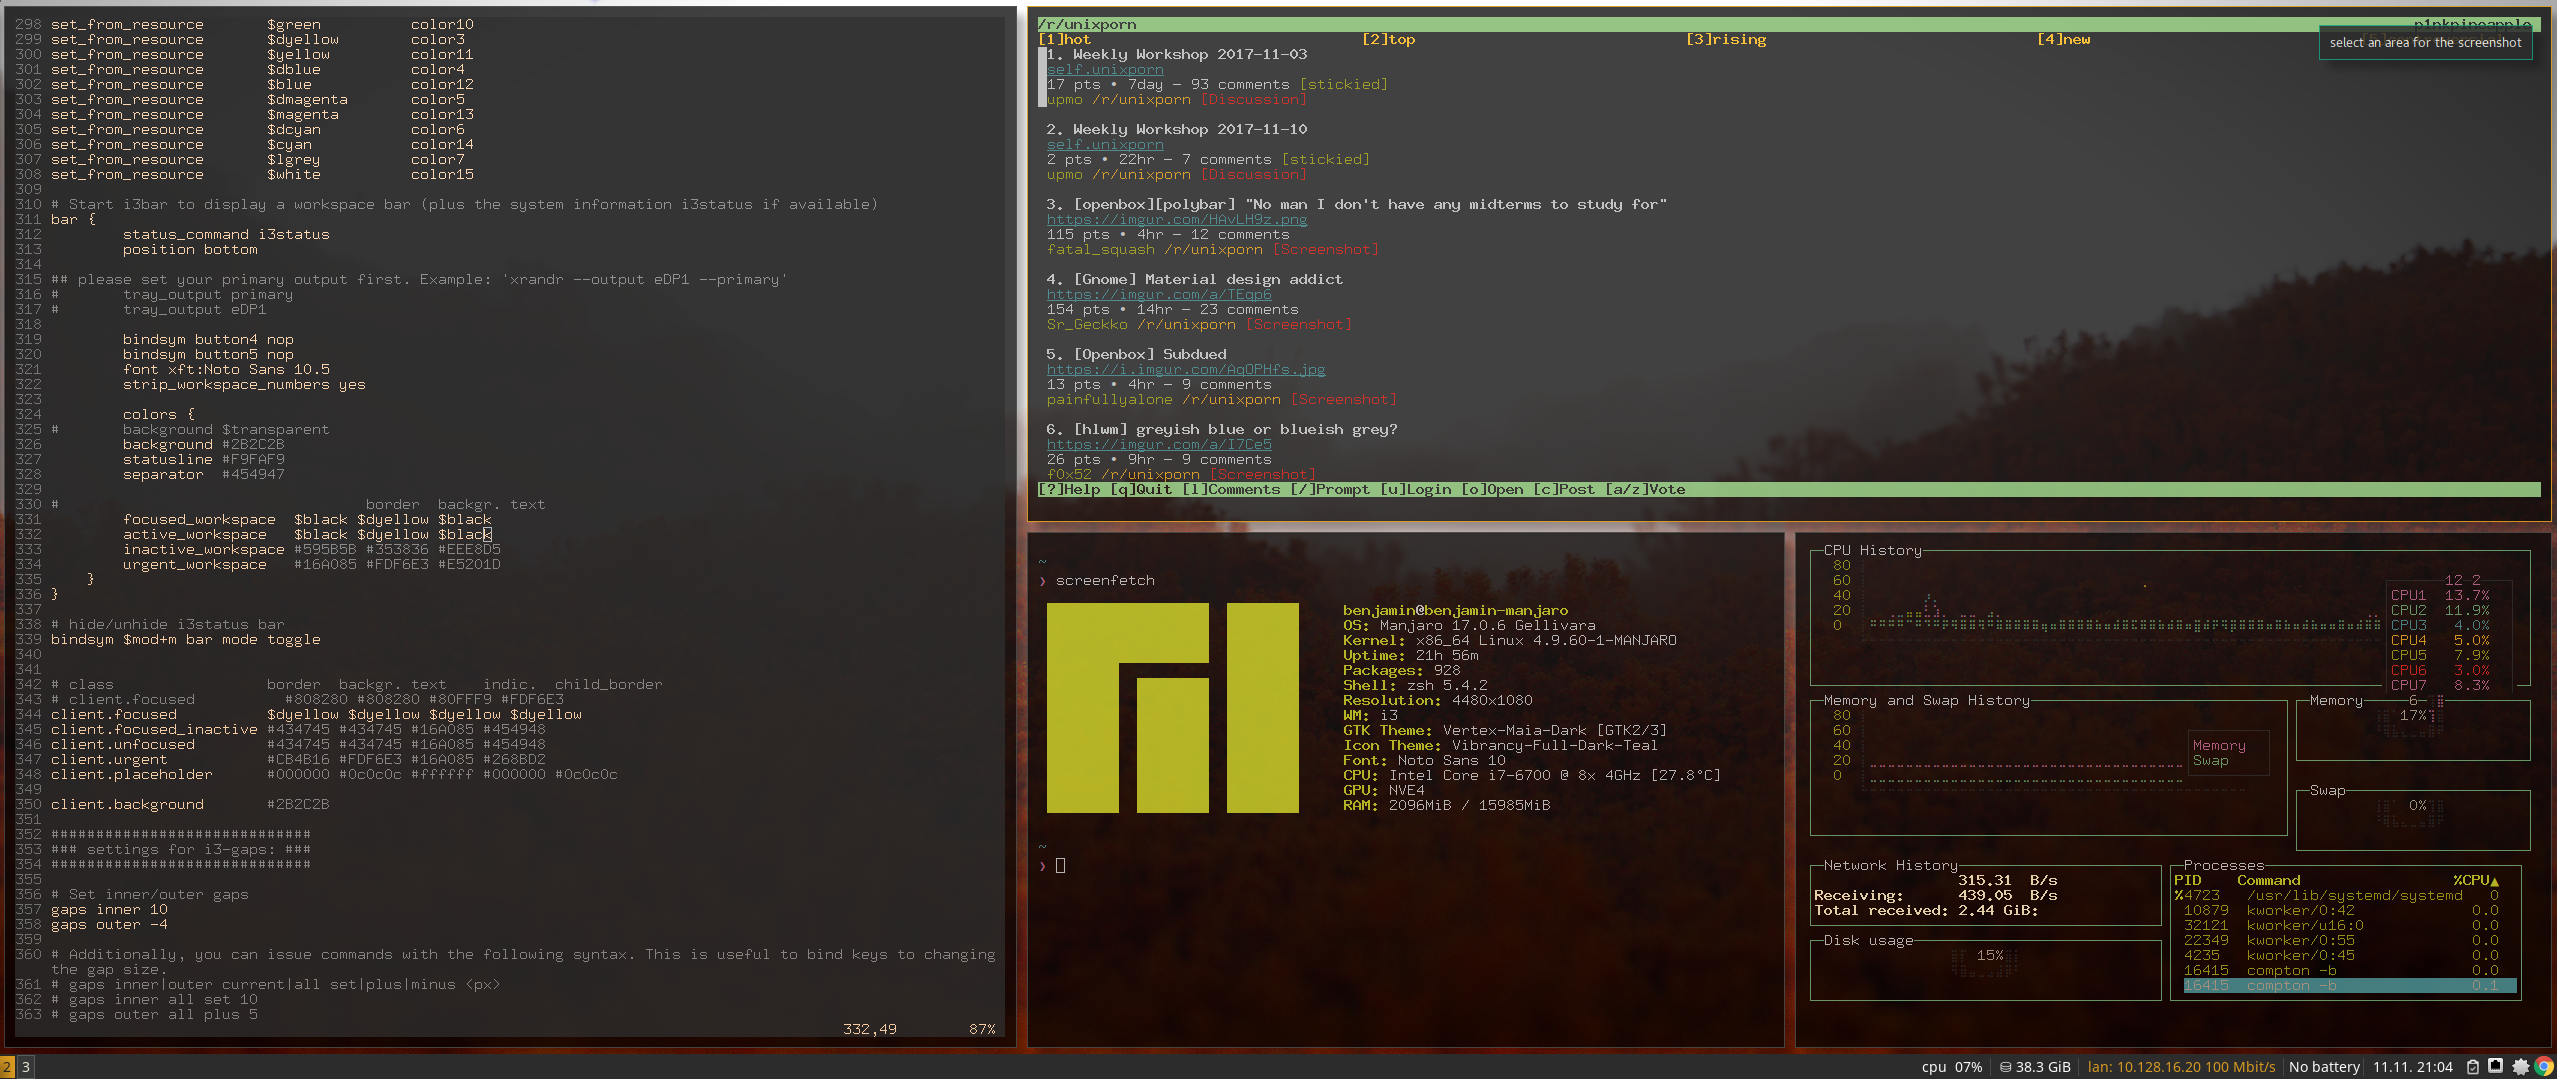 298 set_from_resource $green color10
299 set_from_resource $dyellow color3
300 set_from_resource $yellow color11
301 set_from_resource $dblue color4
302 set_from_resource $blue color12
303 set_from_resource $dmagenta color5
304 set_from_resource $magenta color13
305 set_from_resource $dcyan color6
306 set_from_resource $cyan color14
307 set_from_resource $lgrey color7
308 set_from_resource $white color15
309
310 # Start i3bar to display a workspace bar (plus the system information i3status if available)
311 bar {
312 status_command i3status
313 position bottom
314
315 ## please set your primary output first. Example: 'xrandr --output eDP1 --primary'
316 # tray_output primary
317 # tray_output eDP1
318
319 bindsym button4 nop
320 bindsym button5 nop
321 font xft:Noto Sans 10.5
322 strip_workspace_numbers yes
323
324 colors {
325 # background $transparent
326 background #2B2C2B
327 statusline #F9FAF9
328 separator #454947
329
330 # border backgr. text
331 focused_workspace $black $dyellow $black
332 active_workspace $black $dyellow $black
333 inactive_workspace #595B5B #353836 #EEE8D5
334 urgent_workspace #16A085 #FDF6E3 #E5201D
335 }
336 }
337
338 # hide/unhide i3status bar
339 bindsym $mod+m bar mode toggle
340
341
342 # class border backgr. text indic. child_border
343 # client.focused #808280 #808280 #80FFF9 #FDF6E3
344 client.focused $dyellow $dyellow $dyellow $dyellow
345 client.focused_inactive #434745 #434745 #16A085 #454948
346 client.unfocused #434745 #434745 #16A085 #454948
347 client.urgent #CB4B16 #FDF6E3 #16A085 #268BD2
348 client.placeholder #000000 #0c0c0c #ffffff #000000 #0c0c0c
349
350 client.background #2B2C2B
351
352 #############################
353 ### settings for i3-gaps: ###
354 #############################
355
356 # Set inner/outer gaps
357 gaps inner 10
358 gaps outer -4
359
360 # Additionally, you can issue commands with the following syntax. This is useful to bind keys to changing
the gap size.
361 # gaps inner|outer current|all set|plus|minus <px>
362 # gaps inner all set 10
363 # gaps outer all plus 5
332,49 87%
/r/unixporn p1nkpineapple
[1]hot [2]top [3]rising [4]new
select an area for the screenshot
1. Weekly Workshop 2017-11-03
self.unixporn
17 pts • 7day - 93 comments [stickied]
upmo /r/unixporn [Discussion]
2. Weekly Workshop 2017-11-10
self.unixporn
2 pts • 22hr - 7 comments [stickied]
upmo /r/unixporn [Discussion]
3. [openbox][polybar] "No man I don't have any midterms to study for"
https://imgur.com/HAvLH9z.png
115 pts • 4hr - 12 comments
fatal_squash /r/unixporn [Screenshot]
4. [Gnome] Material design addict
https://imgur.com/a/TEqp6
154 pts • 14hr - 23 comments
Sr_Geckko /r/unixporn [Screenshot]
5. [Openbox] Subdued
https://i.imgur.com/AqOPHfs.jpg
13 pts • 4hr - 9 comments
painfullyalone /r/unixporn [Screenshot]
6. [hlwm] greyish blue or blueish grey?
https://imgur.com/a/I7Ce5
26 pts • 9hr - 9 comments
f0x52 /r/unixporn [Screenshot]
[?]Help [q]Quit [l]Comments [/]Prompt [u]Login [o]Open [c]Post [a/z]Vote
~
❯ screenfetch
benjamin@benjamin-manjaro
OS: Manjaro 17.0.6 Gellivara
Kernel: x86_64 Linux 4.9.60-1-MANJARO
Uptime: 21h 56m
Packages: 928
Shell: zsh 5.4.2
Resolution: 4480x1080
WM: i3
GTK Theme: Vertex-Maia-Dark [GTK2/3]
Icon Theme: Vibrancy-Full-Dark-Teal
Font: Noto Sans 10
CPU: Intel Core i7-6700 @ 8x 4GHz [27.8°C]
GPU: NVE4
RAM: 2096MiB / 15985MiB
~
❯
CPU History
80
60
40
20
0
12 2
CPU1 13.7%
CPU2 11.9%
CPU3 4.0%
CPU4 5.0%
CPU5 7.9%
CPU6 3.0%
CPU7 8.3%
Memory and Swap History
80
60
40
20
0
Memory
Swap
Memory 6
17%
Swap
0%
Network History
315.31 B/s
Receiving: 439.05 B/s
Total received: 2.44 GiB:
Disk usage
15%
Processes
PID Command %CPU▲
%4723 /usr/lib/systemd/systemd 0
10879 kworker/0:42 0.0
32121 kworker/u16:0 0.0
22349 kworker/0:55 0.0
4235 kworker/0:45 0.0
16415 compton -b 0.0
16415 compton -b 0.1
2 3 cpu 07% 38.3 GiB lan: 10.128.16.20 100 Mbit/s No battery 11.11. 21:04